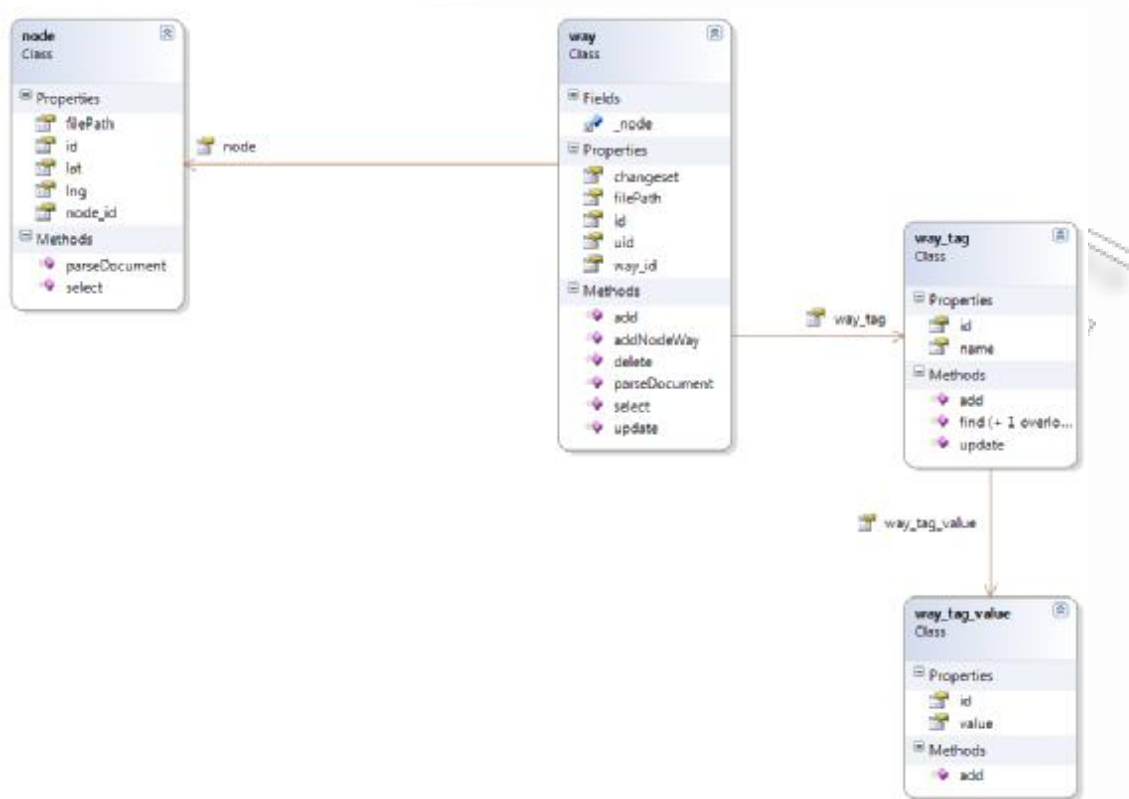 node
Class
Properties
filePath
id
lat
lng
node_id
Methods
parseDocument
select
node
way
Class
Fields
_node
Properties
changeset
filePath
id
uid
way_id
Methods
add
addNodeWay
delete
parseDocument
select
update
way_tag
way_tag
Class
Properties
id
name
Methods
add
find (+ 1 overlo...
update
way_tag_value
way_tag_value
Class
Properties
id
value
Methods
add